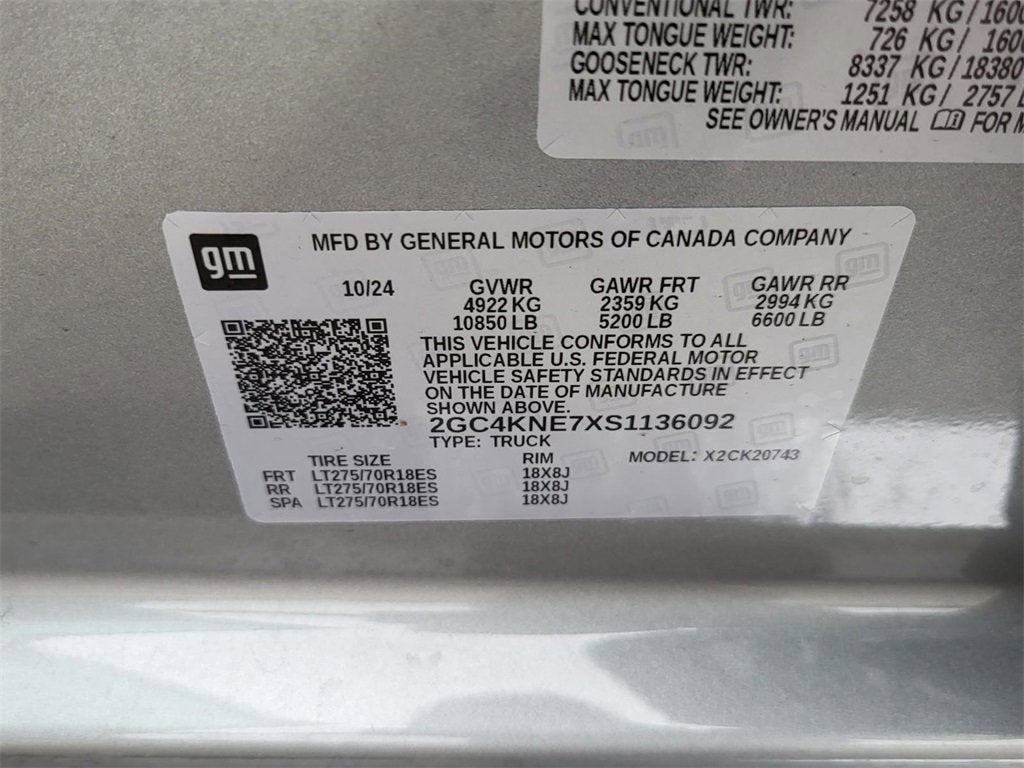 CONVENTIONAL TWR: 7258 KG/1600
MAX TONGUE WEIGHT: 726 KG/ 1600
GOOSENECK TWR: 8337 KG/18380
MAX TONGUE WEIGHT: 1251 KG/ 2757
SEE OWNER'S MANUAL FOR
gm MFD BY GENERAL MOTORS OF CANADA COMPANY
10/24 GVWR GAWR FRT GAWR RR
4922 KG 2359 KG 2994 KG
10850 LB 5200 LB 6600 LB
THIS VEHICLE CONFORMS TO ALL
APPLICABLE U.S. FEDERAL MOTOR
VEHICLE SAFETY STANDARDS IN EFFECT
ON THE DATE OF MANUFACTURE
SHOWN ABOVE.
2GC4KNE7XS1136092
TYPE: TRUCK
TIRE SIZE RIM MODEL: X2CK20743
FRT LT275/70R18ES 18X8J
RR LT275/70R18ES 18X8J
SPA LT275/70R18ES 18X8J